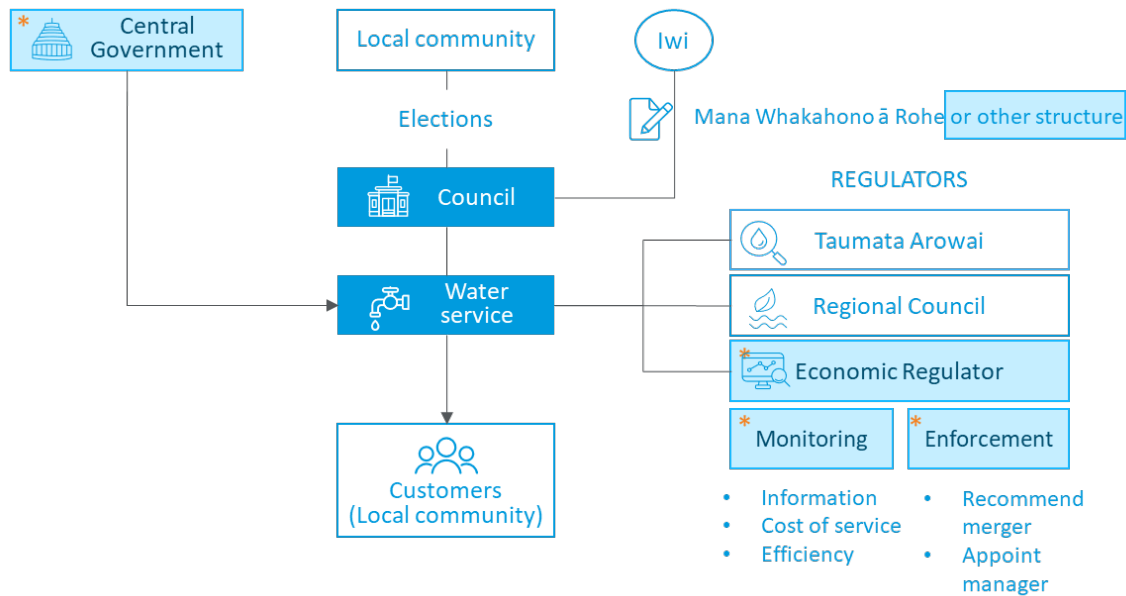 * Central
Government
Local community
Iwi
Elections
Mana Whakahono ā Rohe or other structure
Council
REGULATORS
Taumata Arowai
Water
service
Regional Council
* Economic Regulator
* Monitoring
* Enforcement
Customers
(Local community)
• Information
• Cost of service
• Efficiency
• Recommend
merger
• Appoint
manager